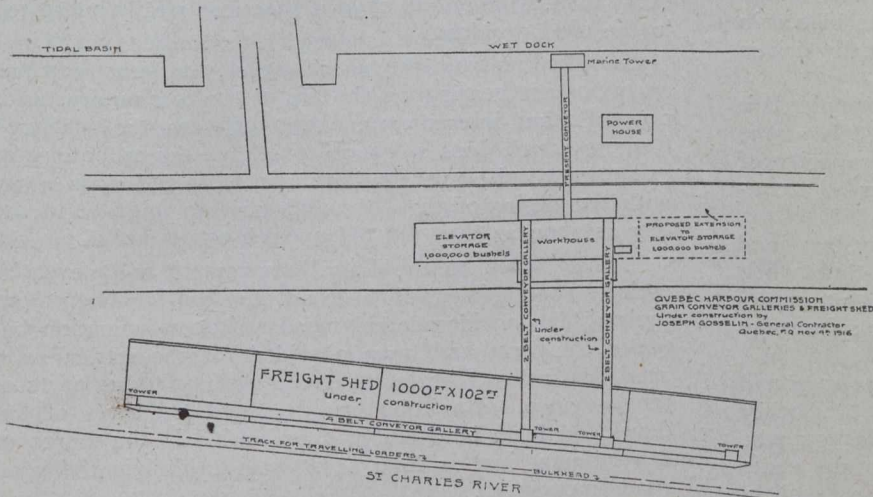 TIDAL BASIN
WET DOCK
Marine Tower
PRESENT CONVEYOR
POWER
HOUSE
ELEVATOR
STORAGE
1,000,000 bushels
Workhouse
PROPOSED EXTENSION
TO
ELEVATOR STORAGE
1,000,000 bushels
2 BELT CONVEYOR GALLERY
2 BELT CONVEYOR GALLERY
QUEBEC HARBOUR COMMISSION
GRAIN CONVEYOR GALLERIES & FREIGHT SHED
Under construction by
JOSEPH GOSSELIN - General Contractor
Quebec, P.Q. Nov 9th 1916
Under
construction
FREIGHT SHED 1000 FT X 102 FT
under construction
TOWER
4 BELT CONVEYOR GALLERY
TOWER
TOWER
TOWER
TRACK FOR TRAVELLING LOADERS
BULKHEAD
ST CHARLES RIVER